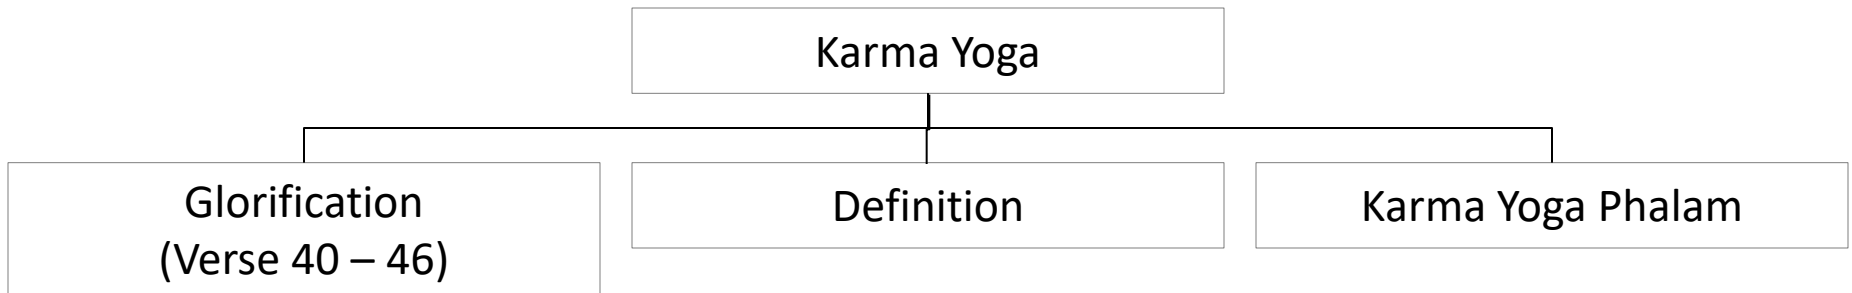 Karma Yoga
Glorification
(Verse 40 – 46)
Definition
Karma Yoga Phalam